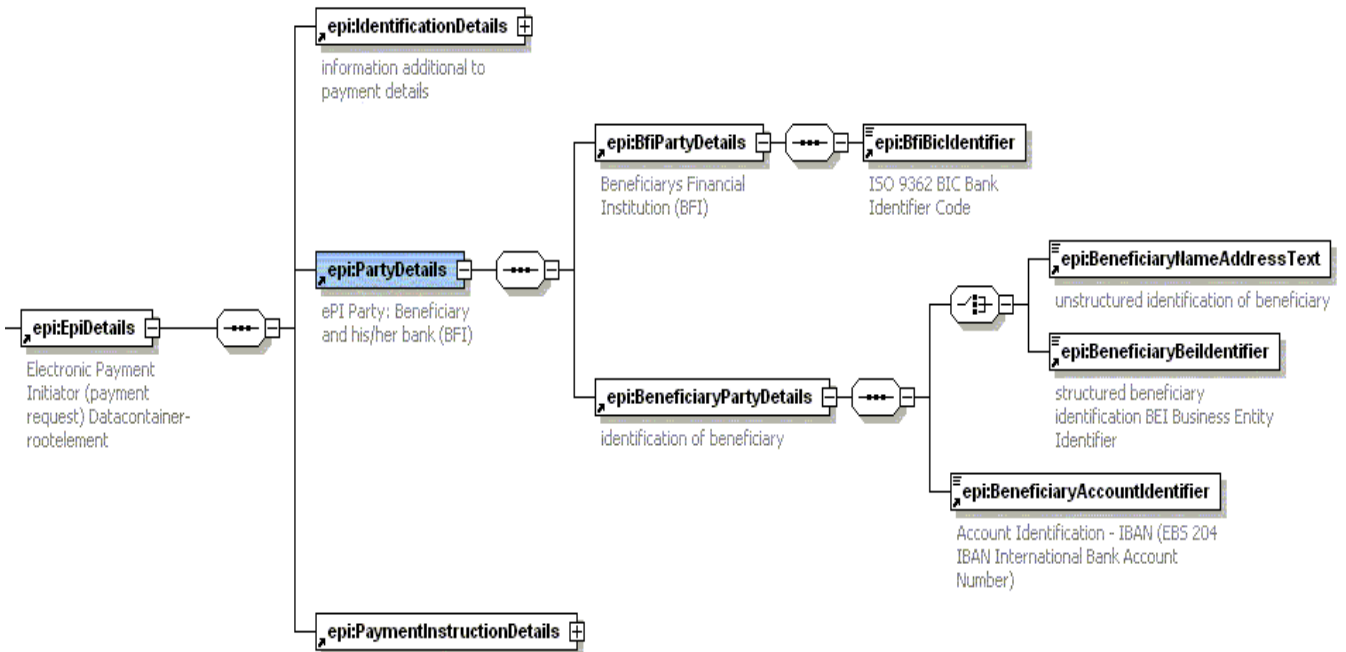 epi:IdentificationDetails
information additional to
payment details
epi:BfiPartyDetails
Beneficiarys Financial
Institution (BFI)
epi:BfiBicIdentifier
ISO 9362 BIC Bank
Identifier Code
epi:PartyDetails
ePI Party: Beneficiary
and his/her bank (BFI)
epi:BeneficiaryNameAddressText
unstructured identification of beneficiary
epi:EpiDetails
Electronic Payment
Initiator (payment
request) Datacontainer-
rootelement
epi:BeneficiaryBeiIdentifier
structured beneficiary
identification BEI Business Entity
Identifier
epi:BeneficiaryPartyDetails
identification of beneficiary
epi:BeneficiaryAccountIdentifier
Account Identification - IBAN (EBS 204
IBAN International Bank Account
Number)
epi:PaymentInstructionDetails